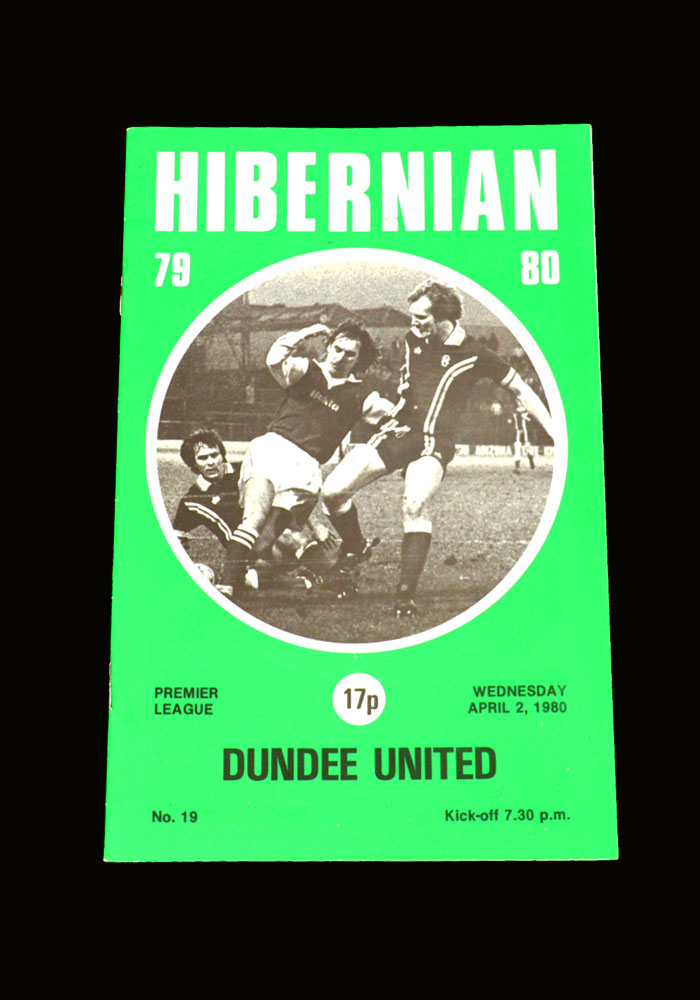 HIBERNIAN
79 80
PREMIER
LEAGUE
17p
WEDNESDAY
APRIL 2, 1980
DUNDEE UNITED
No. 19
Kick-off 7.30 p.m.